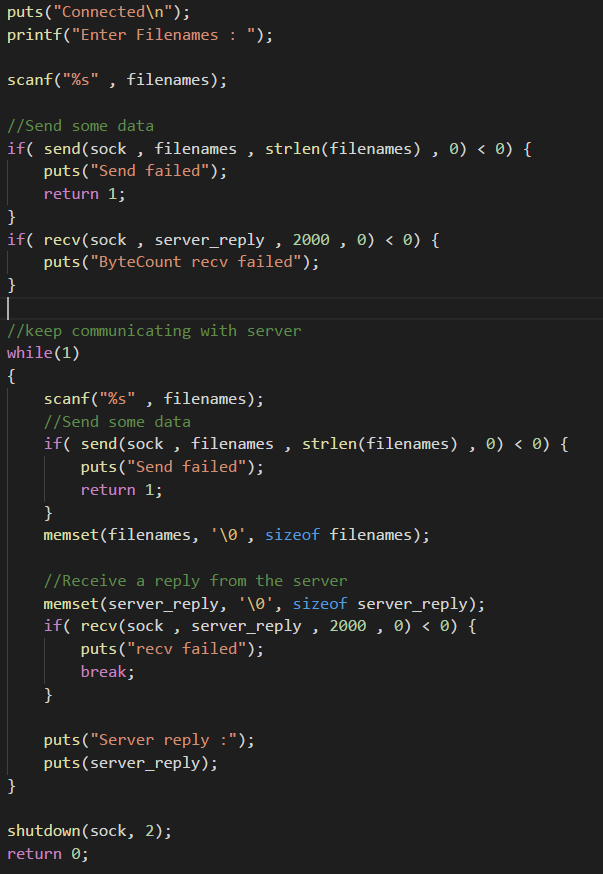 puts("Connected\n");
printf("Enter Filenames : ");
scanf("%s" , filenames);
//Send some data
if( send(sock , filenames , strlen(filenames) , 0) < 0) {
    puts("Send failed");
    return 1;
}
if( recv(sock , server_reply , 2000 , 0) < 0) {
    puts("ByteCount recv failed");
}
//keep communicating with server
while(1)
{
    scanf("%s" , filenames);
    //Send some data
    if( send(sock , filenames , strlen(filenames) , 0) < 0) {
        puts("Send failed");
        return 1;
    }
    memset(filenames, '\0', sizeof filenames);
    //Receive a reply from the server
    memset(server_reply, '\0', sizeof server_reply);
    if( recv(sock , server_reply , 2000 , 0) < 0) {
        puts("recv failed");
        break;
    }
    puts("Server reply :");
    puts(server_reply);
}
shutdown(sock, 2);
return 0;